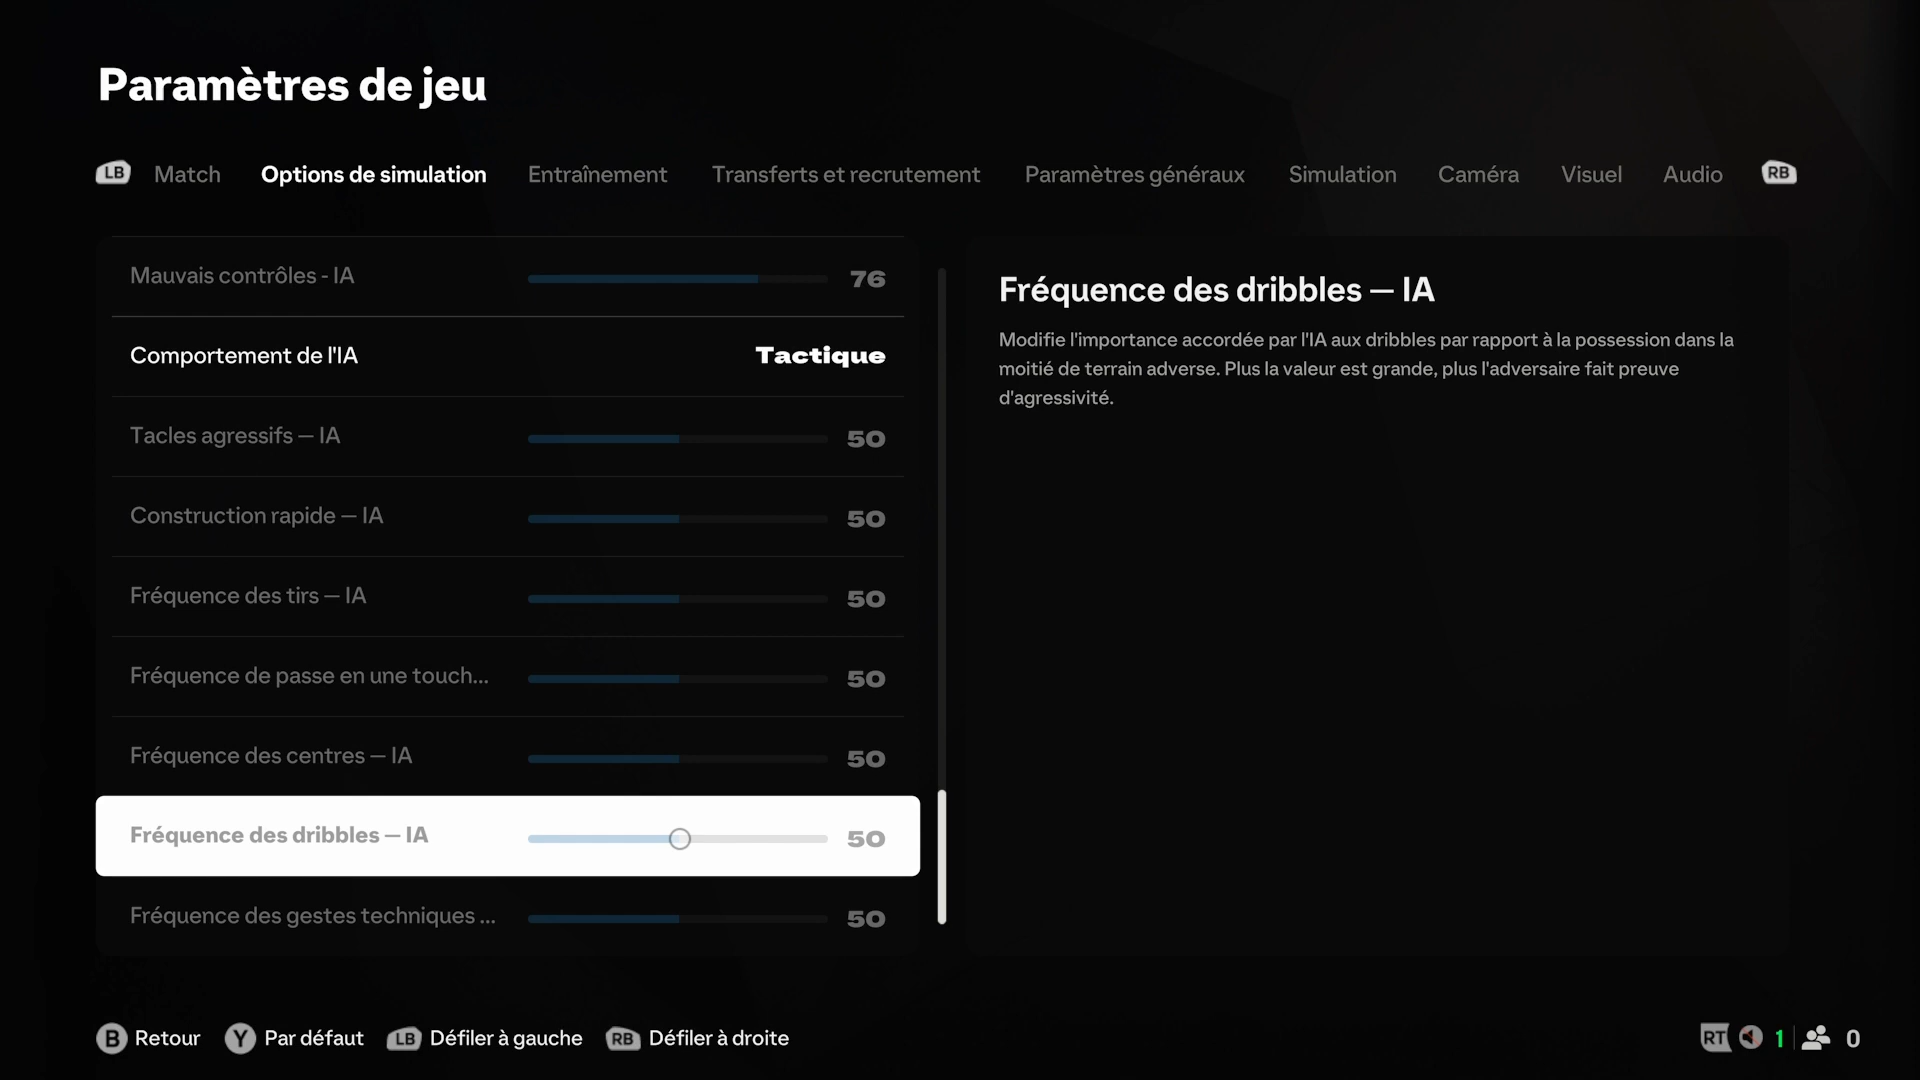 Paramètres de jeu
LB Match Options de simulation Entraînement Transferts et recrutement Paramètres généraux Simulation Caméra Visuel Audio RB
Mauvais contrôles - IA 76
Comportement de l'IA Tactique
Tacles agressifs — IA 50
Construction rapide — IA 50
Fréquence des tirs — IA 50
Fréquence de passe en une touch... 50
Fréquence des centres — IA 50
Fréquence des dribbles — IA 50
Fréquence des gestes techniques ... 50
Fréquence des dribbles — IA
Modifie l'importance accordée par l'IA aux dribbles par rapport à la possession dans la
moitié de terrain adverse. Plus la valeur est grande, plus l'adversaire fait preuve
d'agressivité.
B Retour Y Par défaut LB Défiler à gauche RB Défiler à droite
RT 1 0